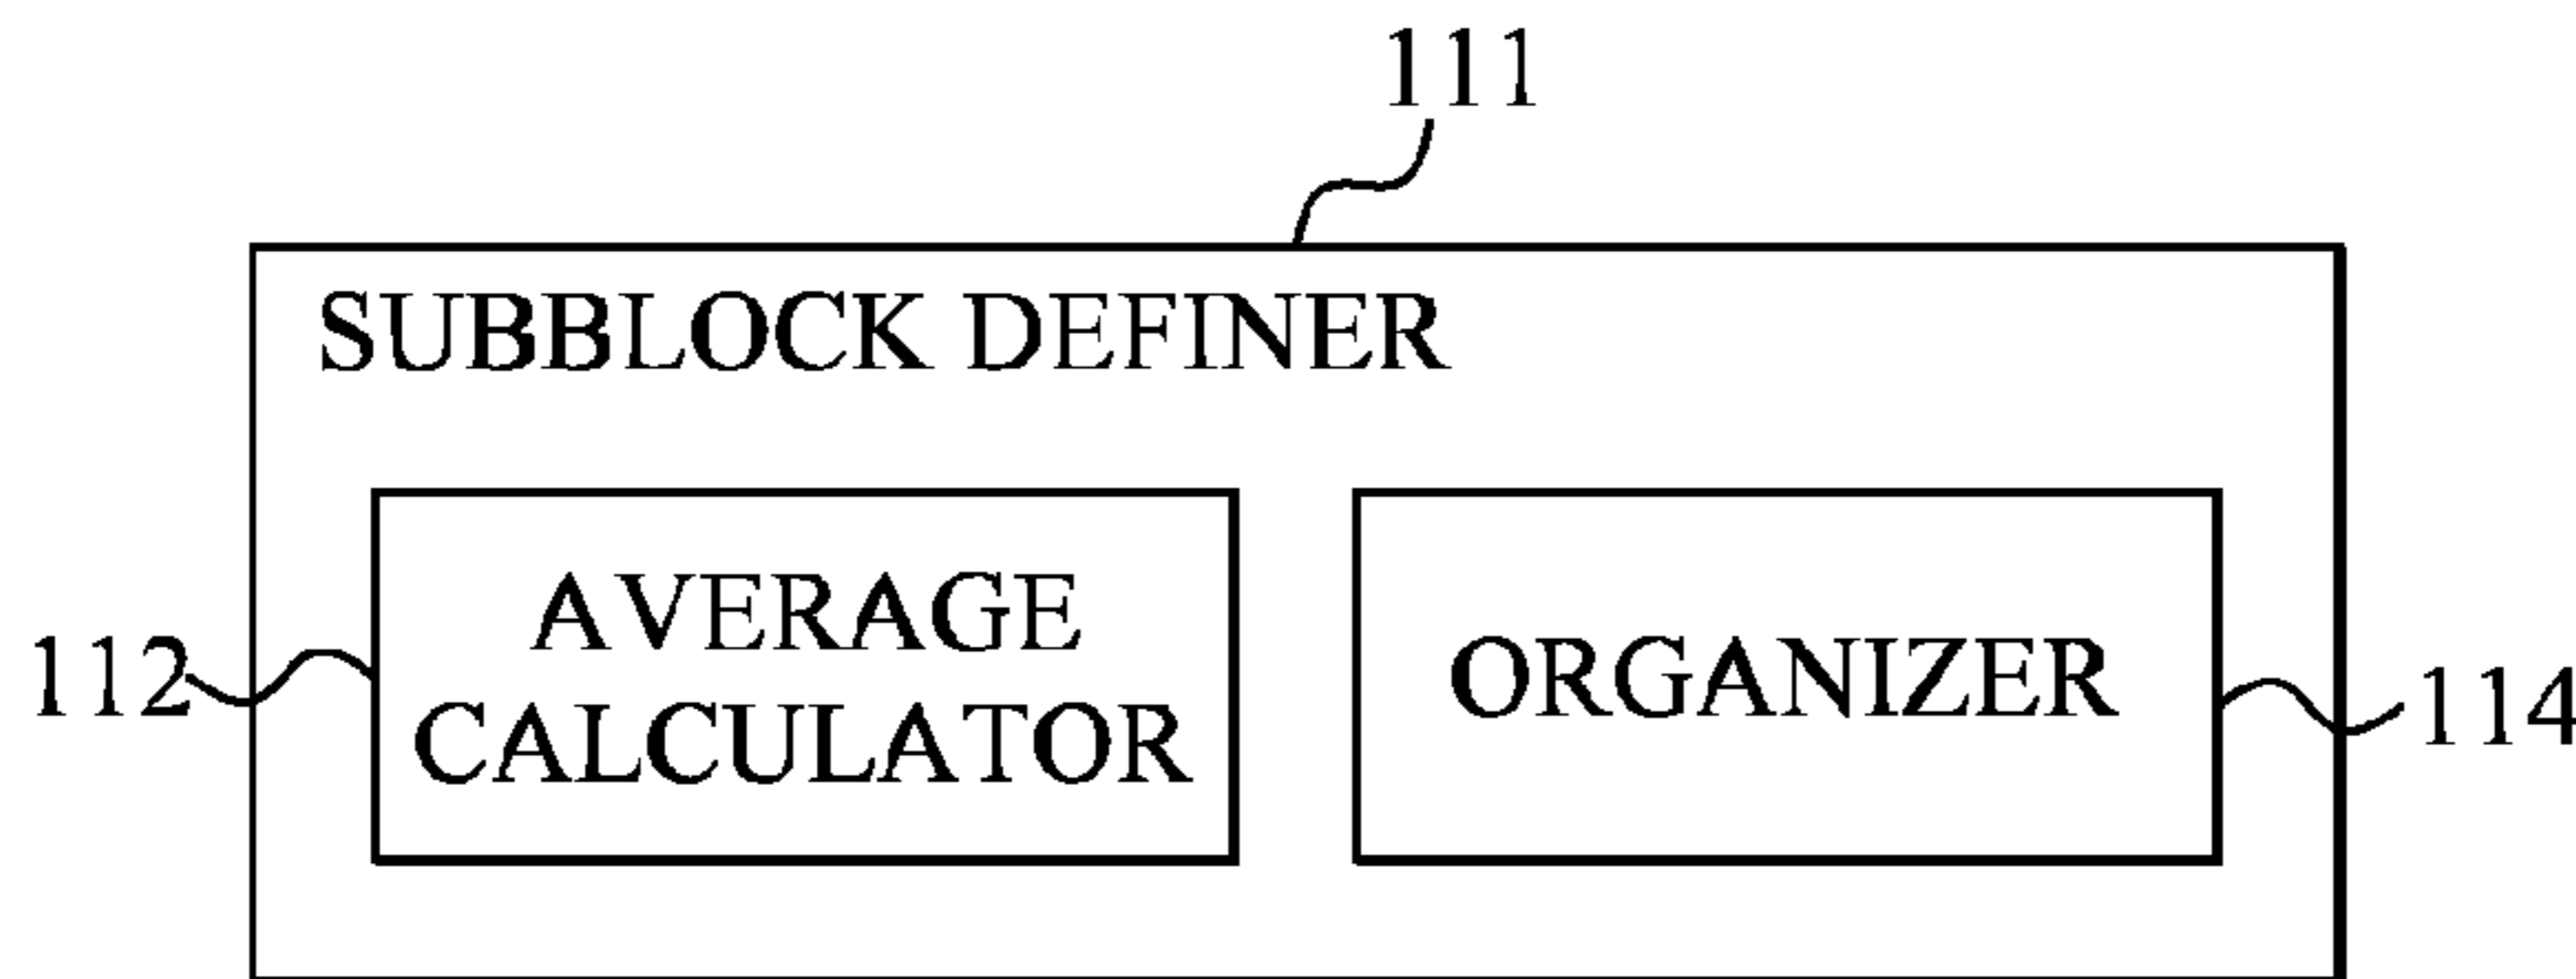 111
SUBBLOCK DEFINER
AVERAGE
CALCULATOR
ORGANIZER
112
114